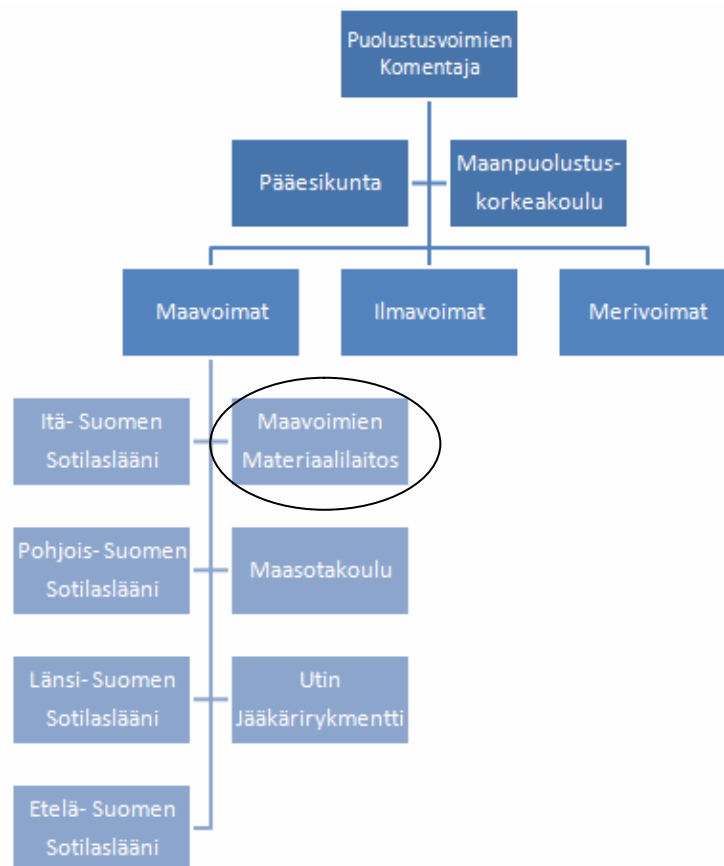 Puolustusvoimien
Komentaja
Pääesikunta
Maanpuolustus-
korkeakoulu
Maavoimat
Ilmavoimat
Merivoimat
Itä- Suomen
Sotilaslääni
Maavoimien
Materiaalilaitos
Pohjois- Suomen
Sotilaslääni
Maasotakoulu
Länsi- Suomen
Sotilaslääni
Utin
Jääkärirykmentti
Etelä- Suomen
Sotilaslääni